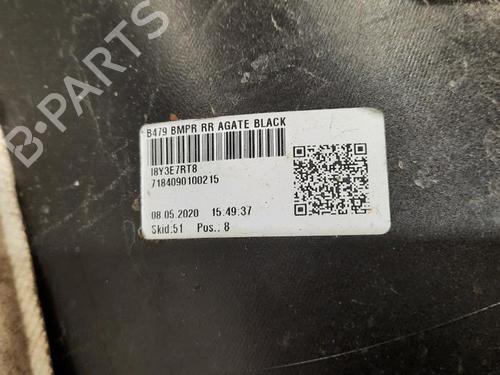 B479 BMPR RR AGATE BLACK
I8Y3E7RT8
7184090100215
08.05.2020 15:49:37
Skid:51 Pos.: 8
B-PARTS